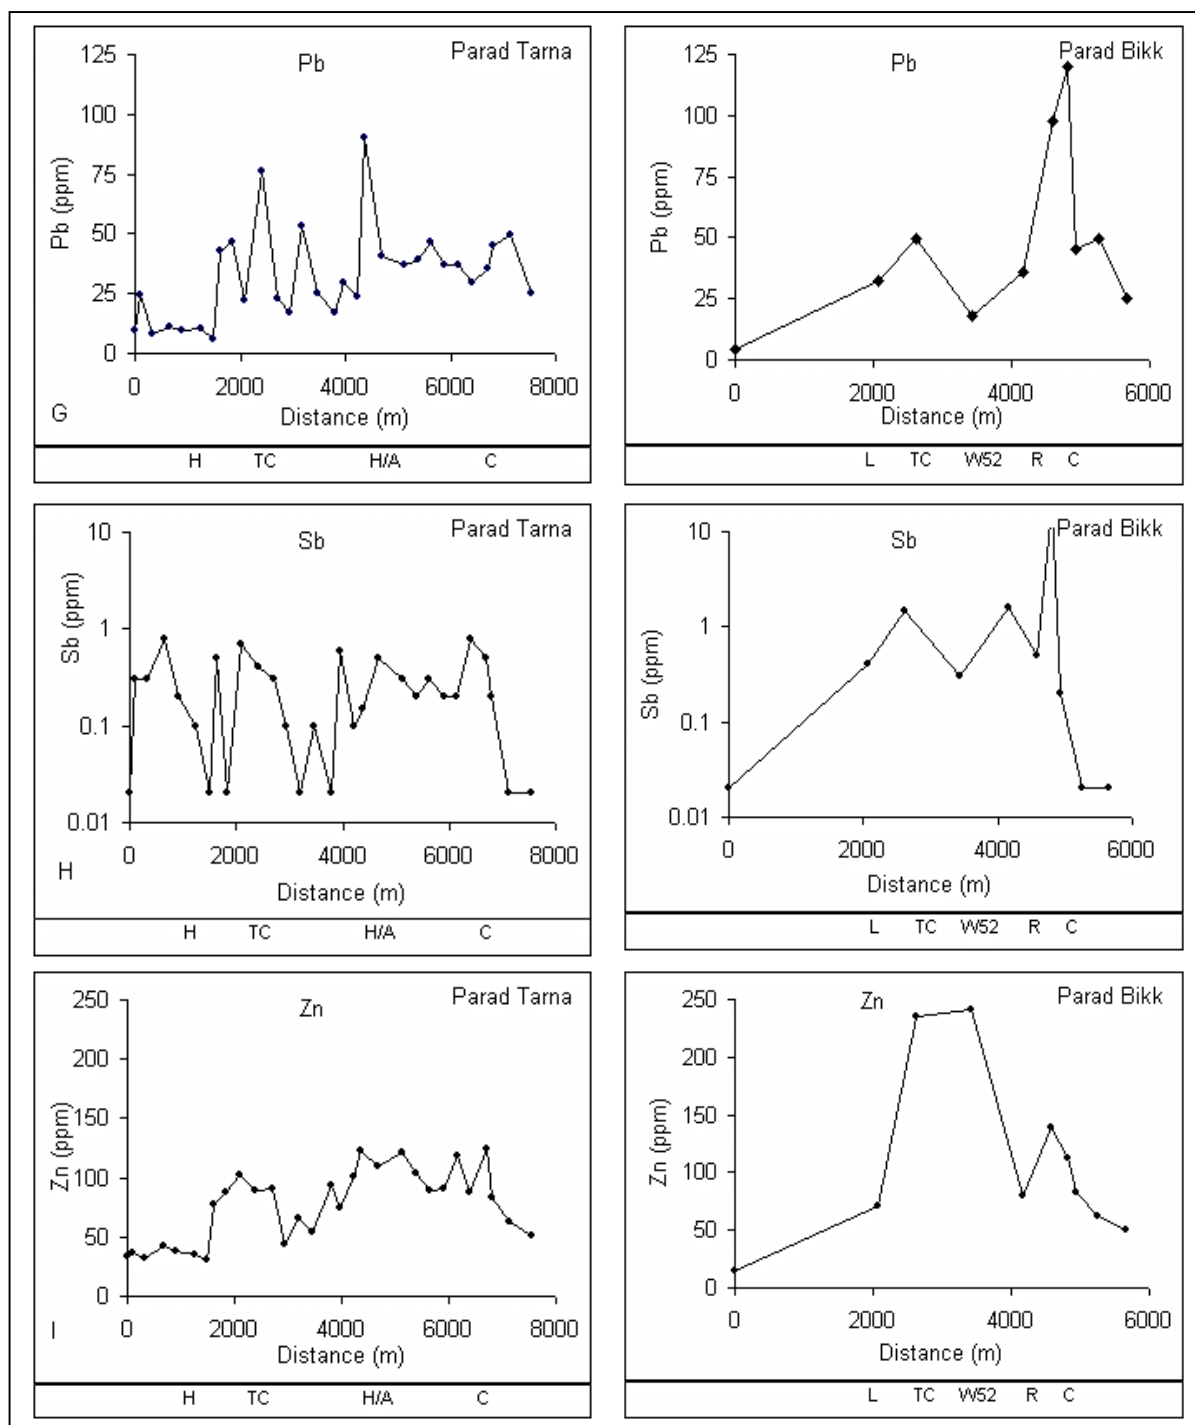 Parad Tarna
Pb
125
100
75
50
25
0
Pb (ppm)
0 2000 4000 6000 8000
Distance (m)
G
H TC H/A C
Parad Bikk
Pb
125
100
75
50
25
0
Pb (ppm)
0 2000 4000 6000
Distance (m)
L TC W52 R C
Parad Tarna
Sb
10
1
0.1
0.01
Sb (ppm)
0 2000 4000 6000 8000
H
Distance (m)
H TC H/A C
Parad Bikk
Sb
10
1
0.1
0.01
Sb (ppm)
0 2000 4000 6000
Distance (m)
L TC W52 R C
Parad Tarna
Zn
250
200
150
100
50
0
Zn (ppm)
0 2000 4000 6000 8000
I
Distance (m)
H TC H/A C
Parad Bikk
Zn
250
200
150
100
50
0
Zn (ppm)
0 2000 4000 6000
Distance (m)
L TC W52 R C